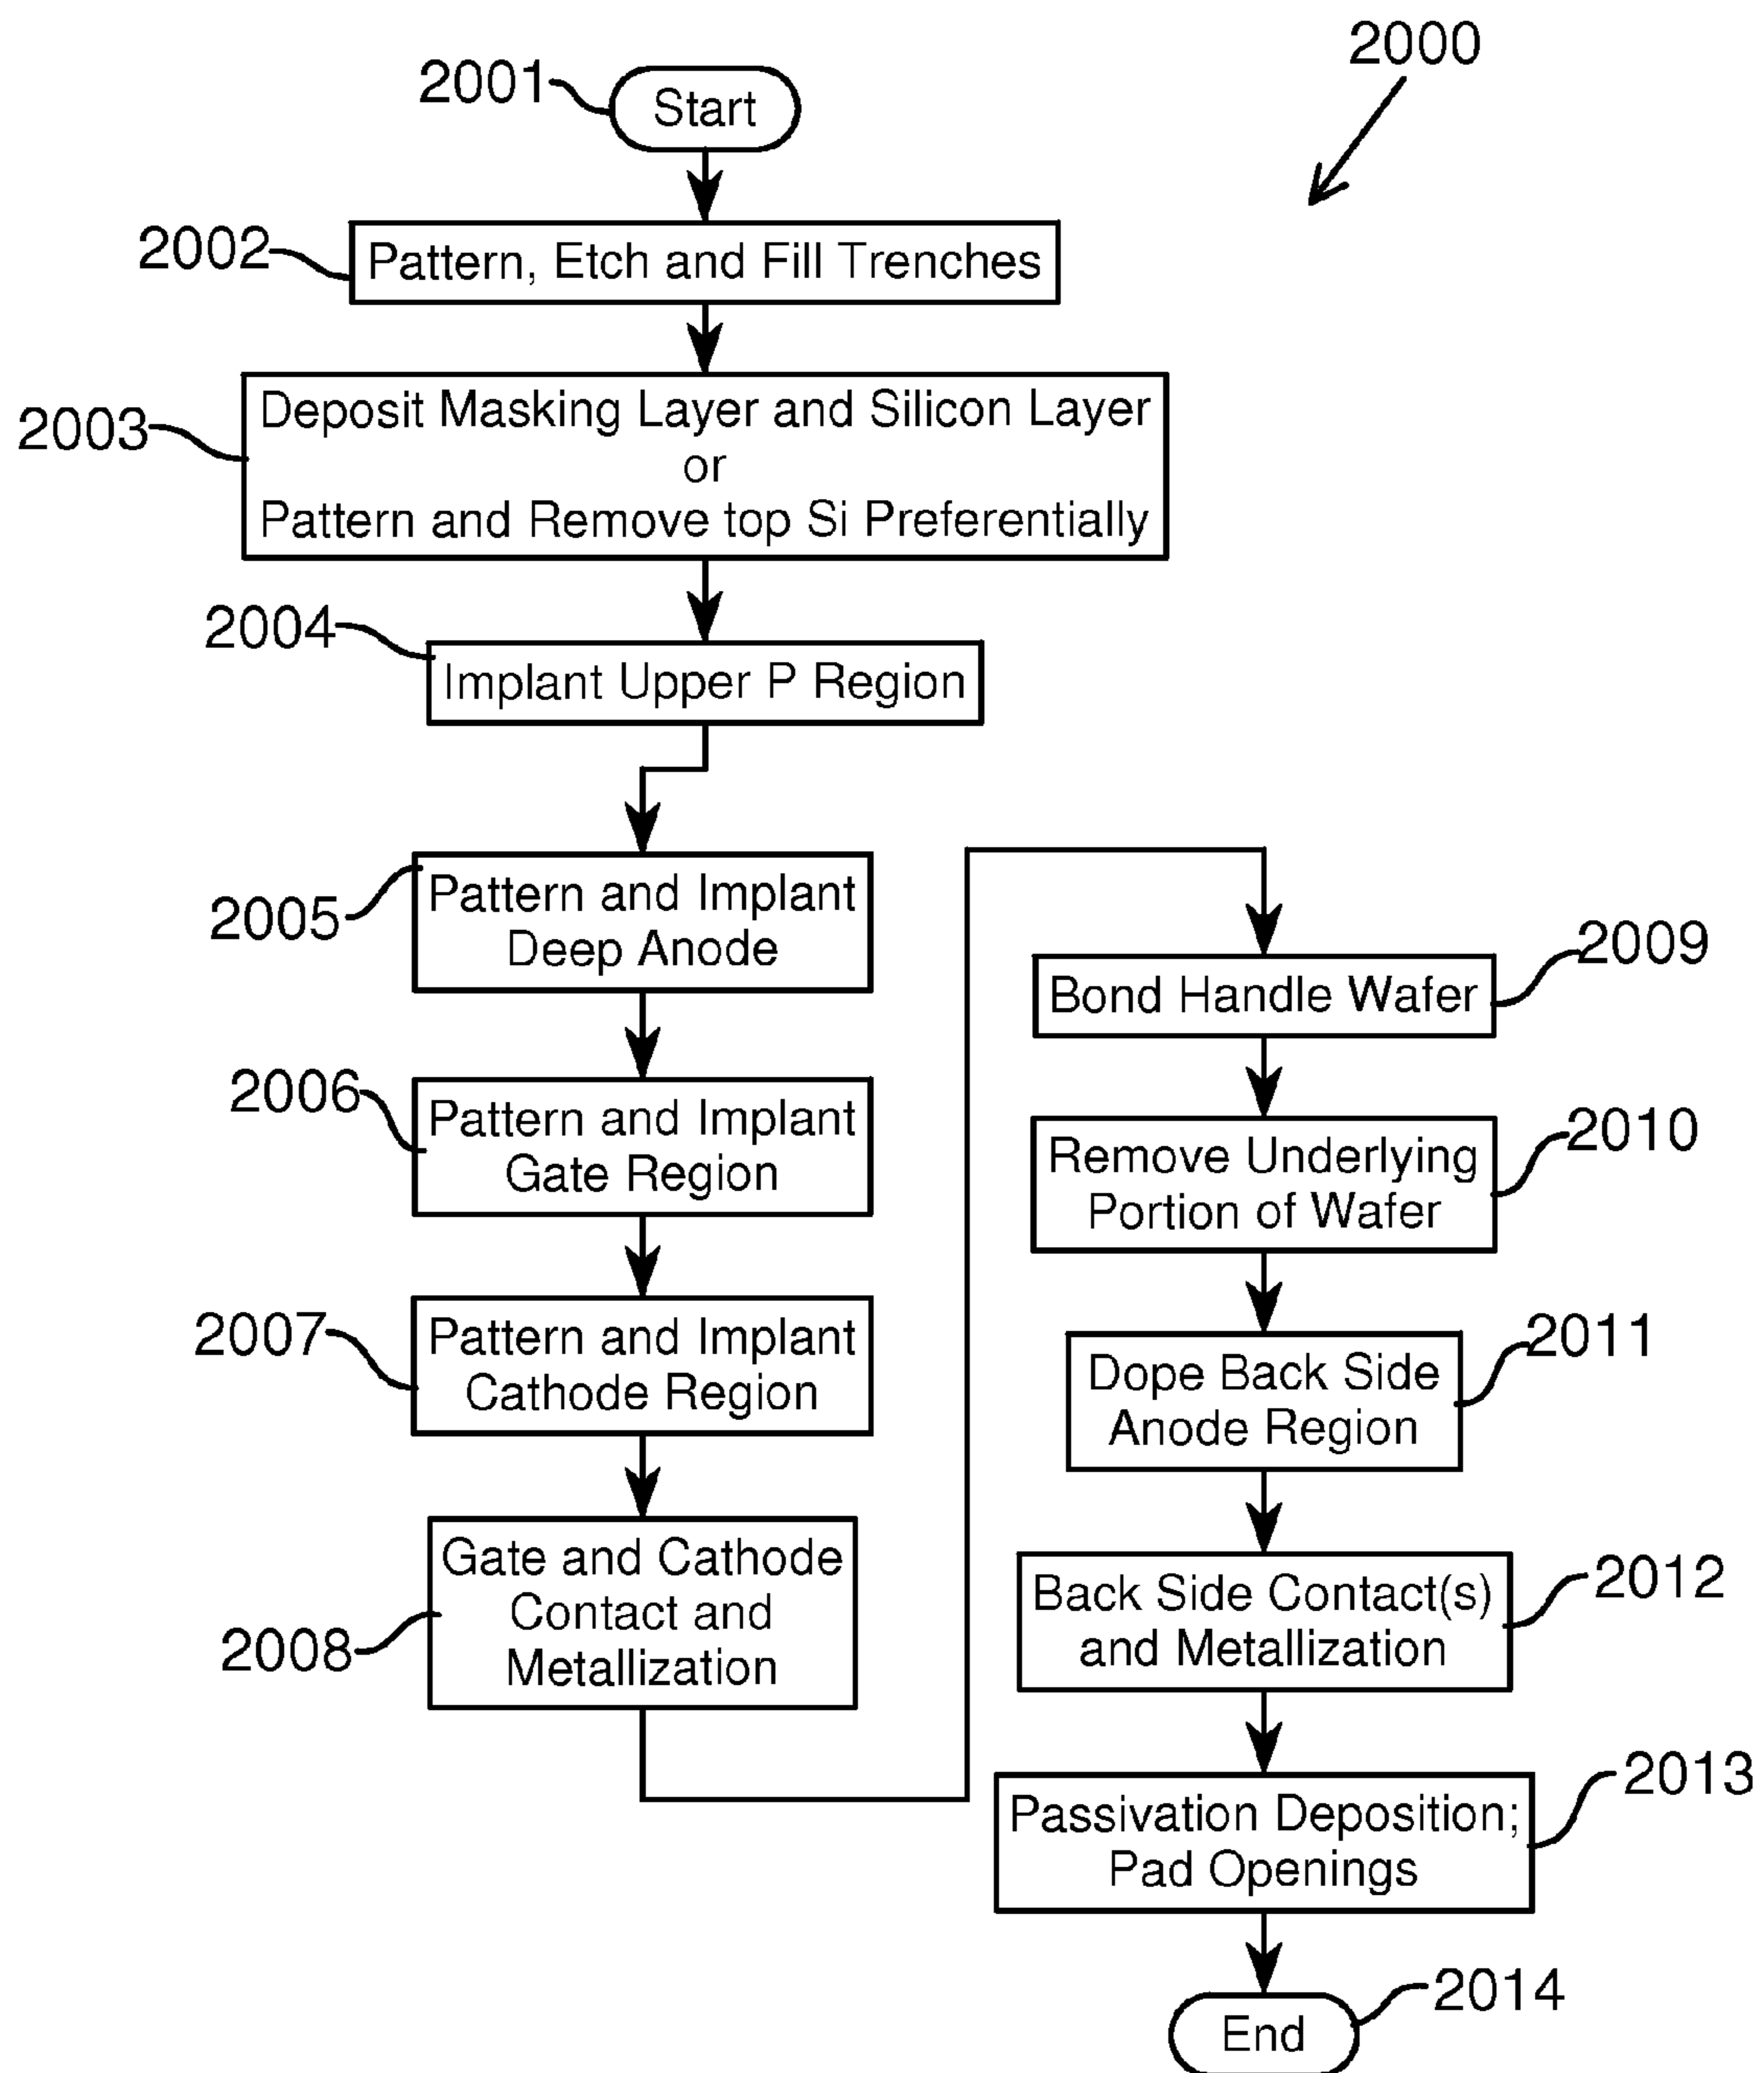 2000
2001
Start
2002
Pattern, Etch and Fill Trenches
2003
Deposit Masking Layer and Silicon Layer
or
Pattern and Remove top Si Preferentially
2004
Implant Upper P Region
2005
Pattern and Implant
Deep Anode
2006
Pattern and Implant
Gate Region
2007
Pattern and Implant
Cathode Region
2008
Gate and Cathode
Contact and
Metallization
2009
Bond Handle Wafer
2010
Remove Underlying
Portion of Wafer
2011
Dope Back Side
Anode Region
2012
Back Side Contact(s)
and Metallization
2013
Passivation Deposition;
Pad Openings
2014
End